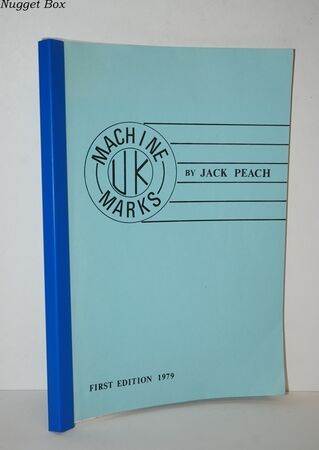 Nugget Box
MACHINE
UK
MARKS
BY JACK PEACH
FIRST EDITION 1979